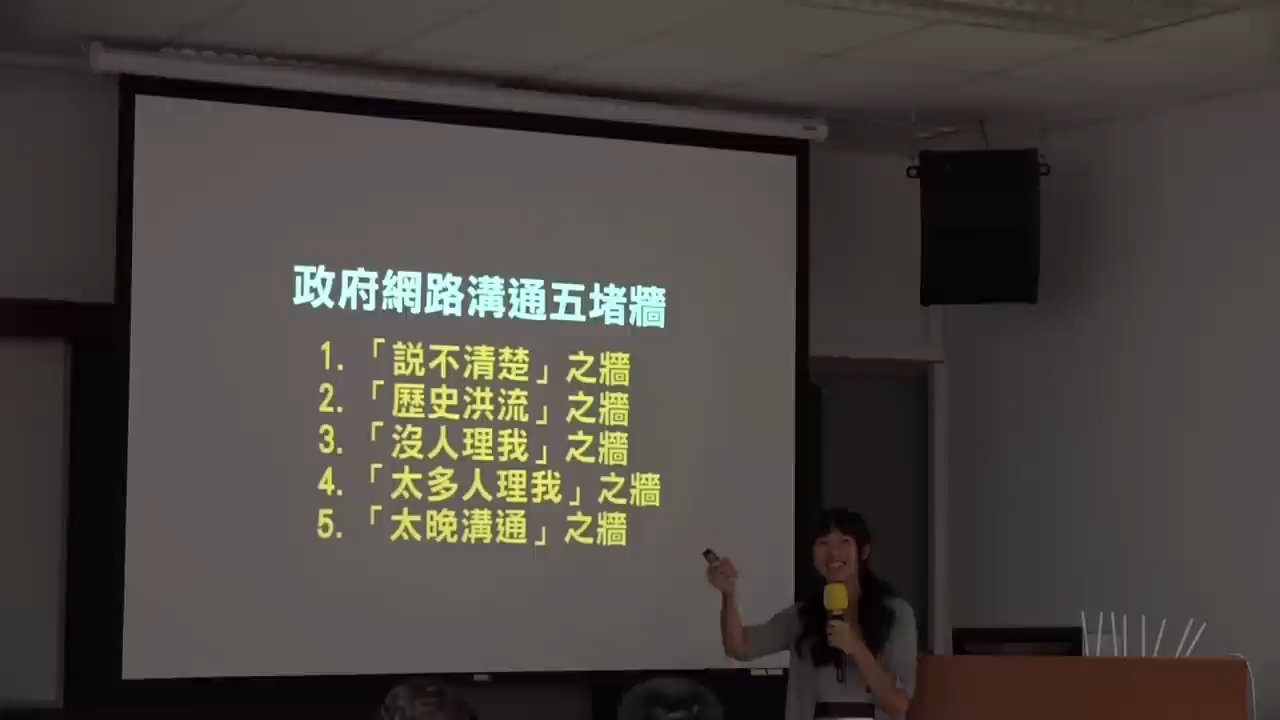 政府網路溝通五堵牆
1.「説不清楚」之牆
2.「歷史洪流」之牆
3.「沒人理我」之牆
4.「太多人理我」之牆
5.「太晚溝通」之牆